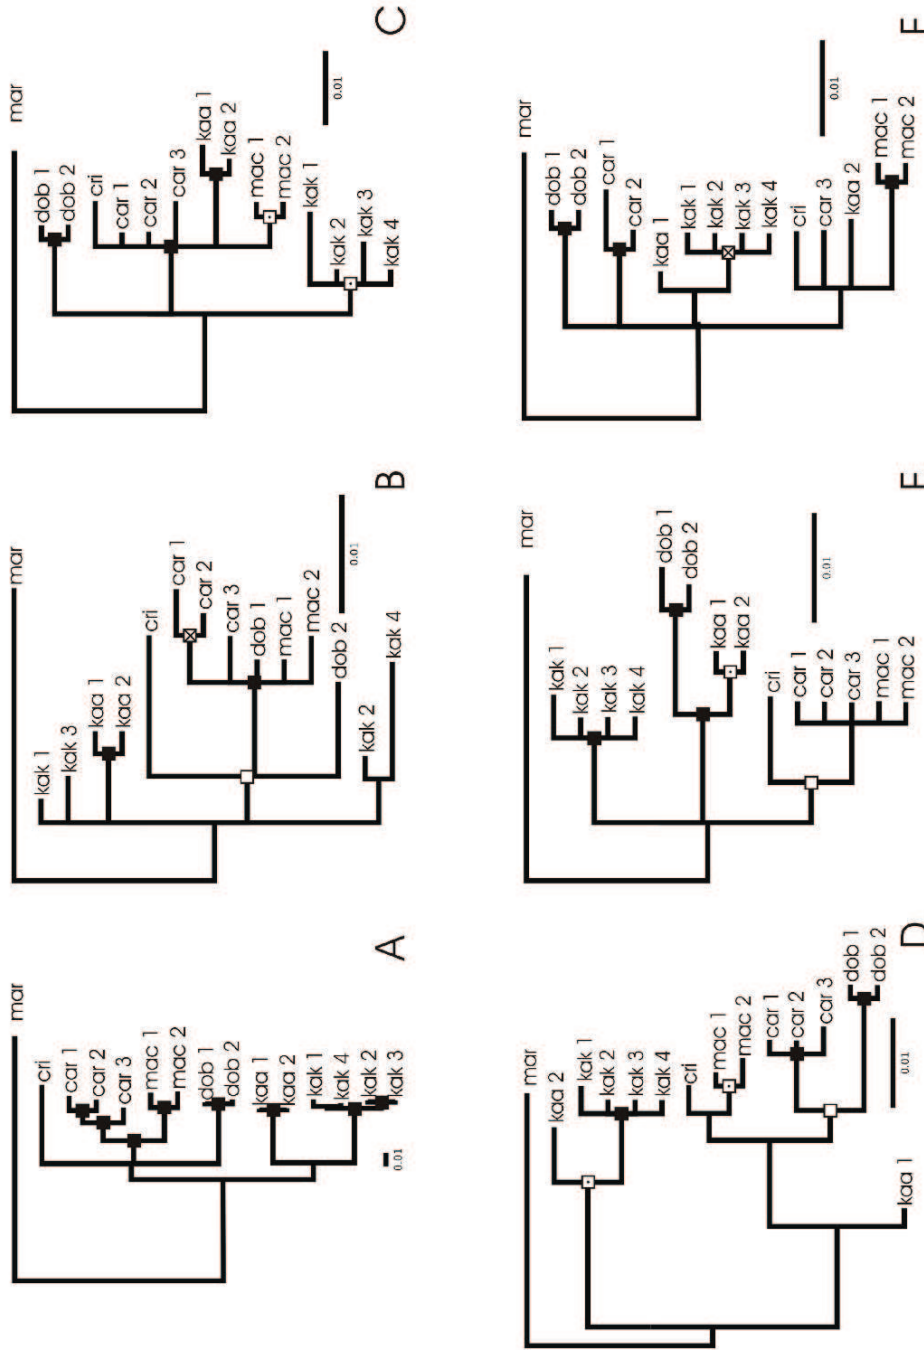 mar
cri
car 1
car 2
car 3
mac 1
mac 2
dob 1
dob 2
kaa 1
kaa 2
kak 1
kak 4
kak 2
kak 3
0.01
A
mar
kak 1
kak 3
kaa 1
kaa 2
cri
car 1
car 2
car 3
dob 1
mac 1
mac 2
dob 2
kak 2
kak 4
0.01
B
mar
dob 1
dob 2
cri
car 1
car 2
car 3
kaa 1
kaa 2
mac 1
mac 2
kak 1
kak 2
kak 3
kak 4
0.01
C
mar
kaa 2
kak 1
kak 2
kak 3
kak 4
cri
mac 1
mac 2
car 1
car 2
car 3
dob 1
dob 2
kaa 1
0.01
D
mar
kak 1
kak 2
kak 3
kak 4
dob 1
dob 2
kaa 1
kaa 2
cri
car 1
car 2
car 3
mac 1
mac 2
0.01
E
mar
dob 1
dob 2
car 1
car 2
kaa 1
kak 1
kak 2
kak 3
kak 4
cri
car 3
kaa 2
mac 1
mac 2
0.01
F